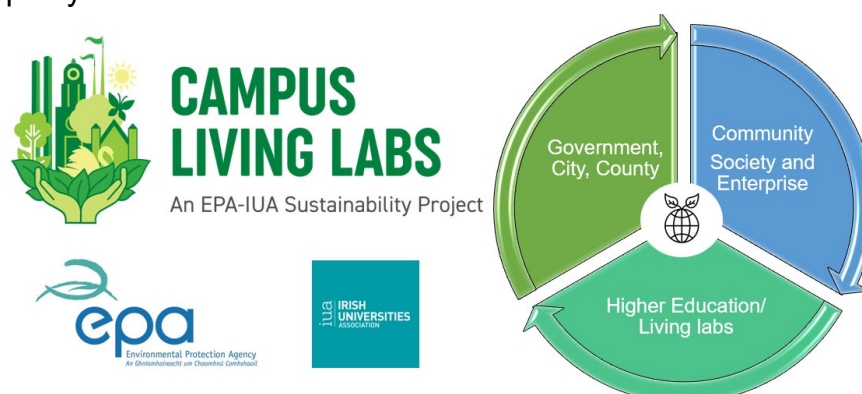 CAMPUS
LIVING LABS
An EPA-IUA Sustainability Project
epa
Environmental Protection Agency
An Ghníomhaireacht um Chaomhnú Comhshaoil
iua
IRISH
UNIVERSITIES
ASSOCIATION
Government,
City, County
Community
Society and
Enterprise
Higher Education/
Living labs